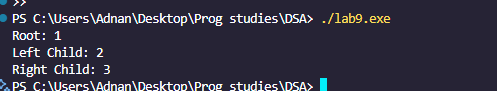 >>
PS C:\Users\Adnan\Desktop\Prog studies\DSA> ./lab9.exe
Root: 1
Left Child: 2
Right Child: 3
PS C:\Users\Adnan\Desktop\Prog studies\DSA>